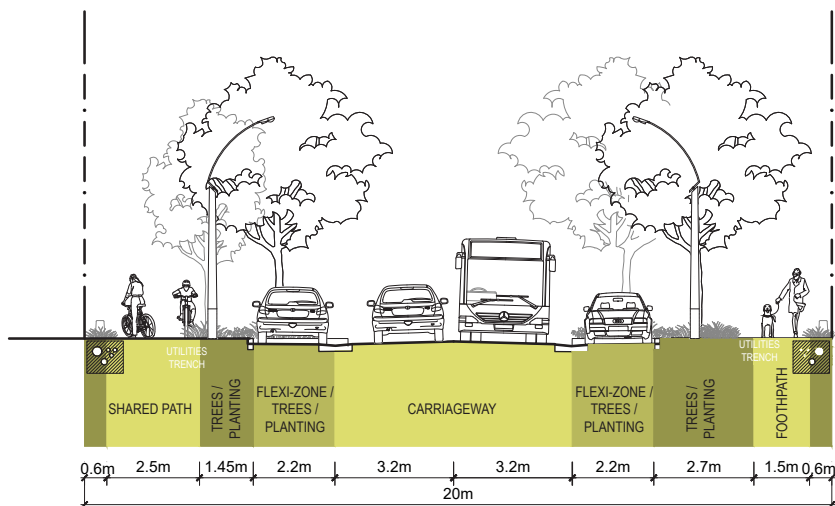 UTILITIES
TRENCH
UTILITIES
TRENCH
SHARED PATH
TREES /
PLANTING
FLEXI-ZONE /
TREES /
PLANTING
CARRIAGEWAY
FLEXI-ZONE /
TREES /
PLANTING
TREES /
PLANTING
FOOTHPATH
0.6m 2.5m 1.45m 2.2m 3.2m 3.2m 2.2m 2.7m 1.5m 0.6m
20m